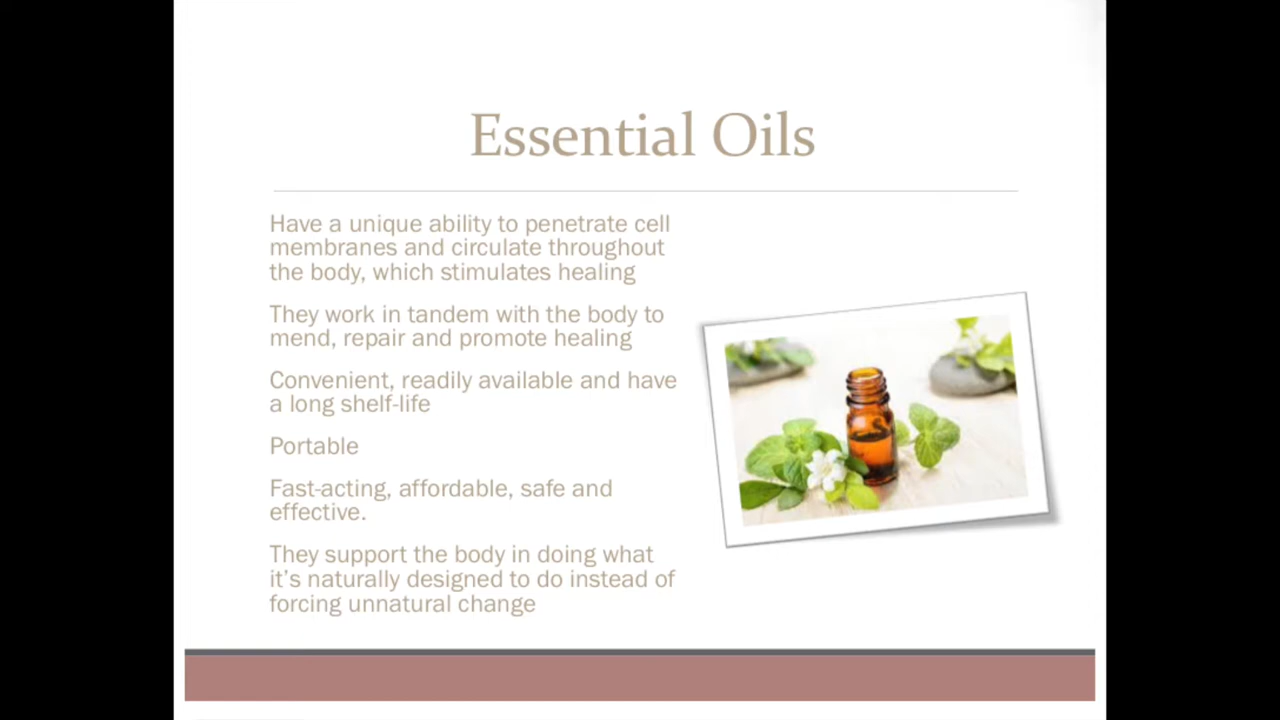 Essential Oils
Have a unique ability to penetrate cell
membranes and circulate throughout
the body, which stimulates healing
They work in tandem with the body to
mend, repair and promote healing
Convenient, readily available and have
a long shelf-life
Portable
Fast-acting, affordable, safe and
effective.
They support the body in doing what
it's naturally designed to do instead of
forcing unnatural change